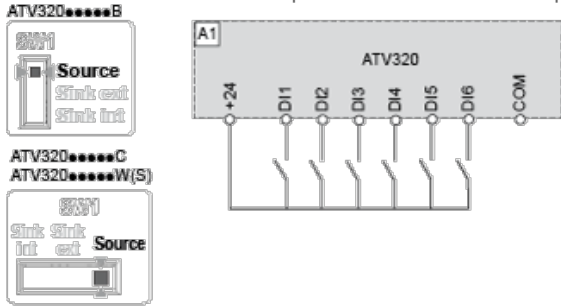 ATV320●●●●●B
SW1
Source
Sink ext
Sink int
ATV320●●●●●C
ATV320●●●●●W(S)
SW1
Sink int
Sink ext
Source
A1
ATV320
+24
DI1
DI2
DI3
DI4
DI5
DI6
COM